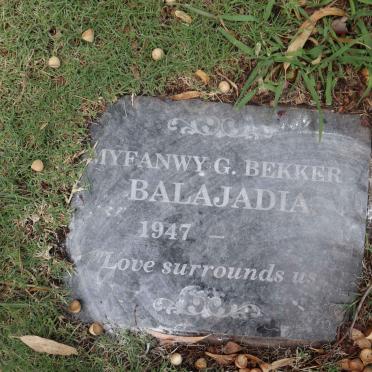 MYFANWY G. BEKKER
BALAJADIA
1947 –
"Love surrounds us